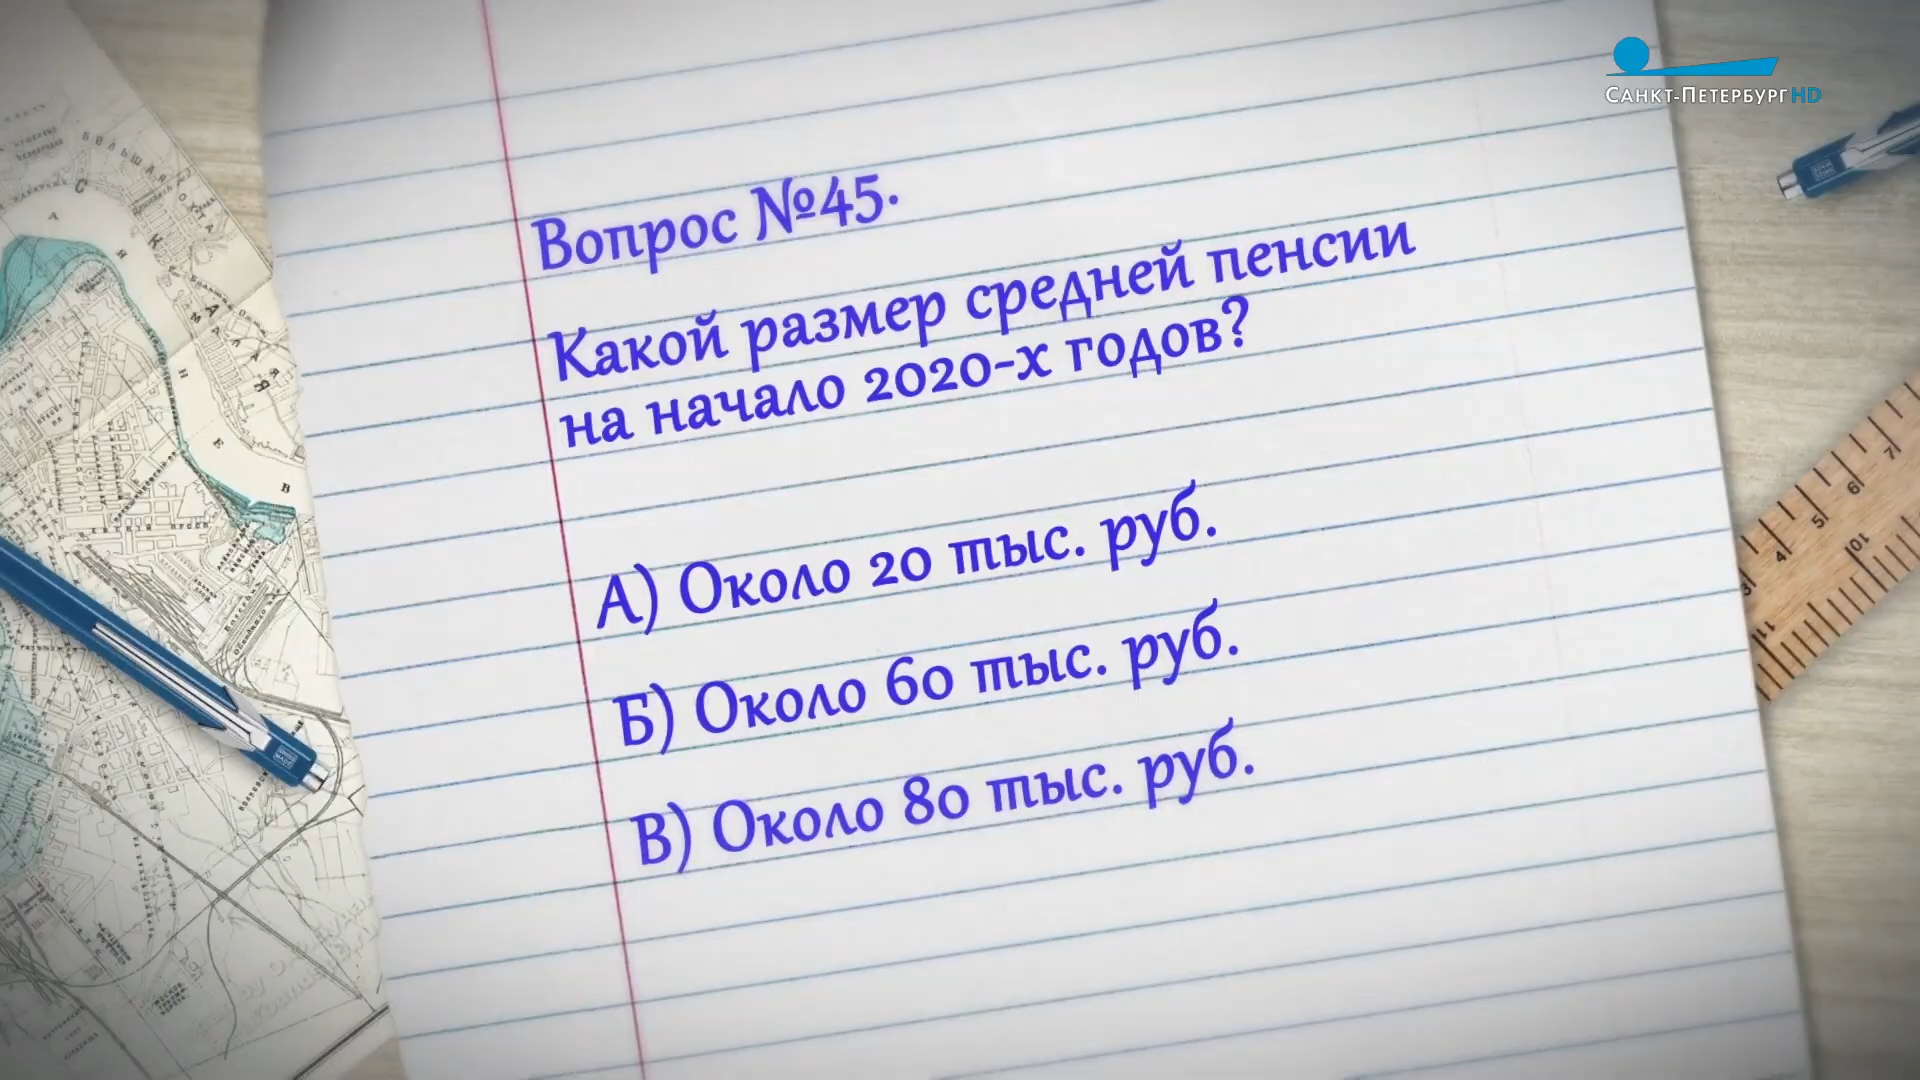 Санкт-Петербург HD
Вопрос №45.
Какой размер средней пенсии
на начало 2020-х годов?
А) Около 20 тыс. руб.
Б) Около 60 тыс. руб.
В) Около 80 тыс. руб.